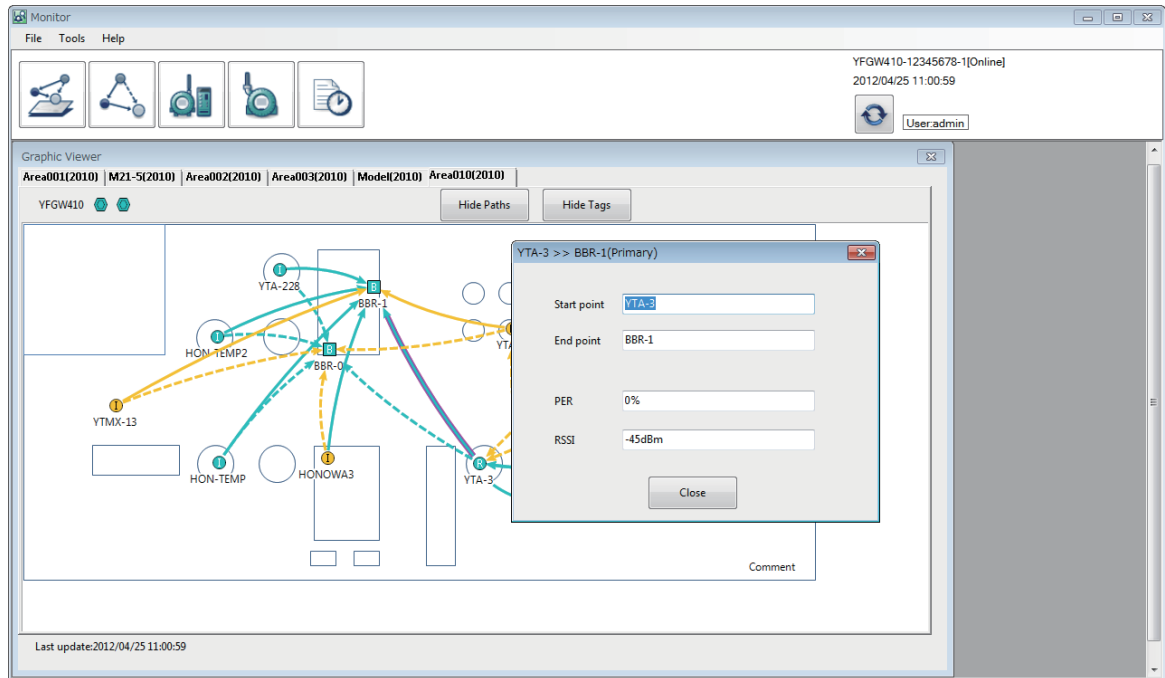 Monitor
File Tools Help
YFGW410-12345678-1[Online]
2012/04/25 11:00:59
User:admin
Graphic Viewer
Area001(2010) M21-5(2010) Area002(2010) Area003(2010) Model(2010) Area010(2010)
YFGW410
Hide Paths Hide Tags
YTA-3 >> BBR-1(Primary)
Start point YTA-3
End point BBR-1
PER 0%
RSSI -45dBm
Close
I
YTA-228
B
BBR-1
I
HON-TEMP2
B
BBR-0
YTA
I
YTMX-13
I
HON-TEMP
I
HONOWA3
R
YTA-3
Comment
Last update:2012/04/25 11:00:59